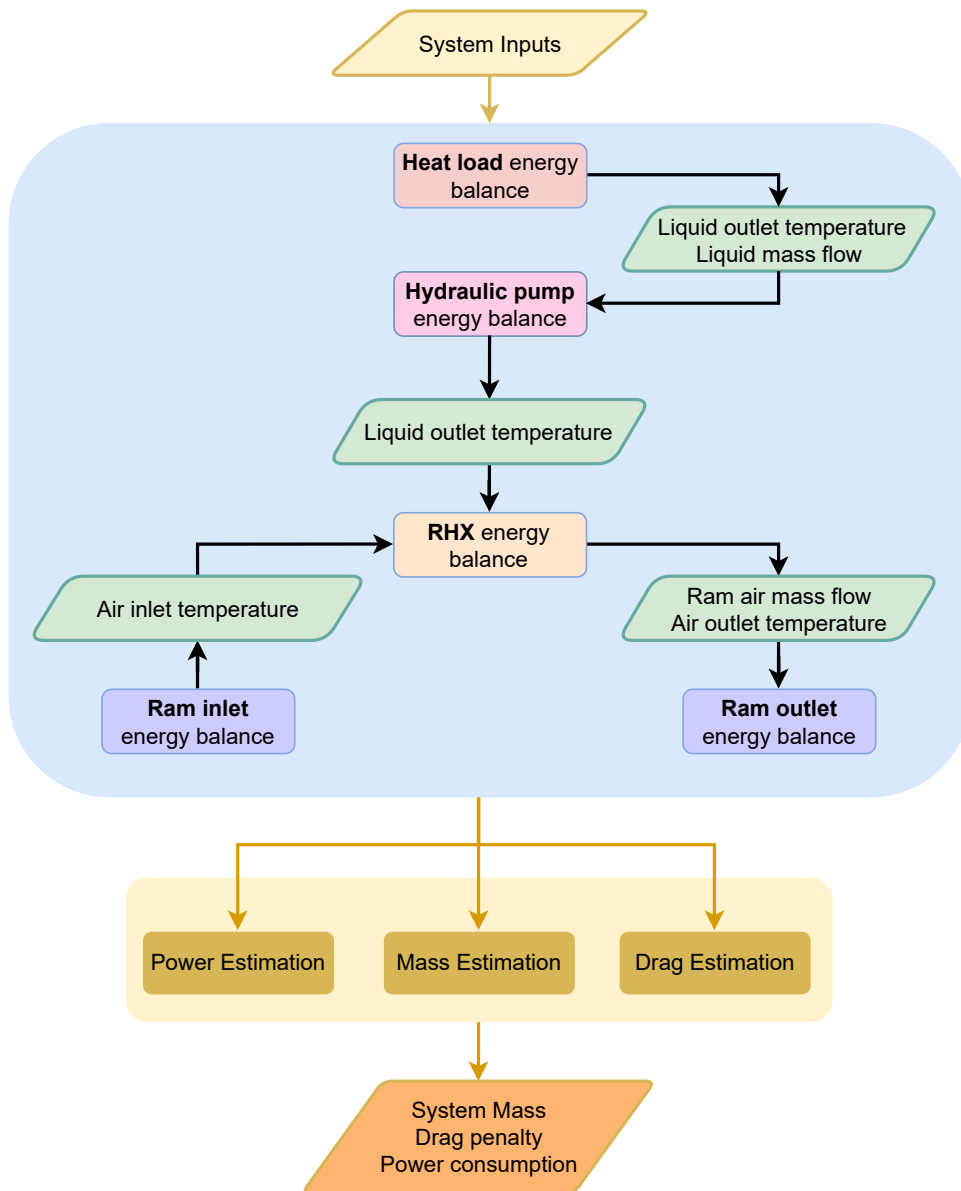 System Inputs
Heat load energy
balance
Liquid outlet temperature
Liquid mass flow
Hydraulic pump
energy balance
Liquid outlet temperature
RHX energy
balance
Air inlet temperature
Ram air mass flow
Air outlet temperature
Ram inlet
energy balance
Ram outlet
energy balance
Power Estimation
Mass Estimation
Drag Estimation
System Mass
Drag penalty
Power consumption